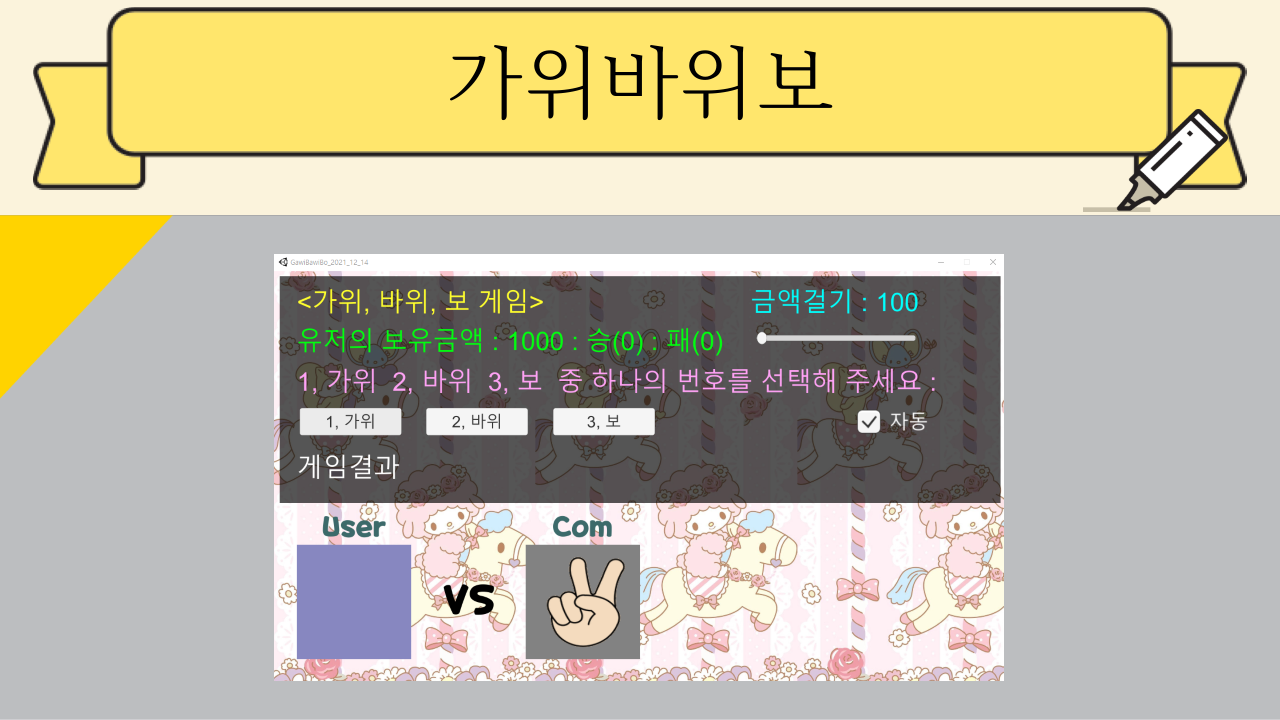 가위바위보
GawiBawiBo_2021_12_14
<가위, 바위, 보 게임> 금액걸기 : 100
유저의 보유금액 : 1000 : 승(0) : 패(0)
1, 가위 2, 바위 3, 보 중 하나의 번호를 선택해 주세요 :
1, 가위 2, 바위 3, 보 자동
게임결과
User Com
VS